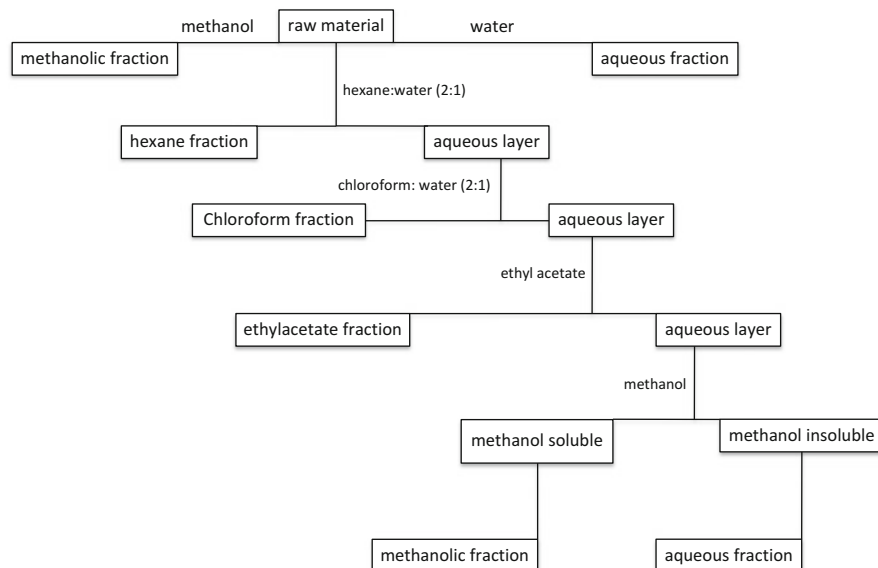 methanol
raw material
water
methanolic fraction
aqueous fraction
hexane:water (2:1)
hexane fraction
aqueous layer
chloroform: water (2:1)
Chloroform fraction
aqueous layer
ethyl acetate
ethylacetate fraction
aqueous layer
methanol
methanol soluble
methanol insoluble
methanolic fraction
aqueous fraction